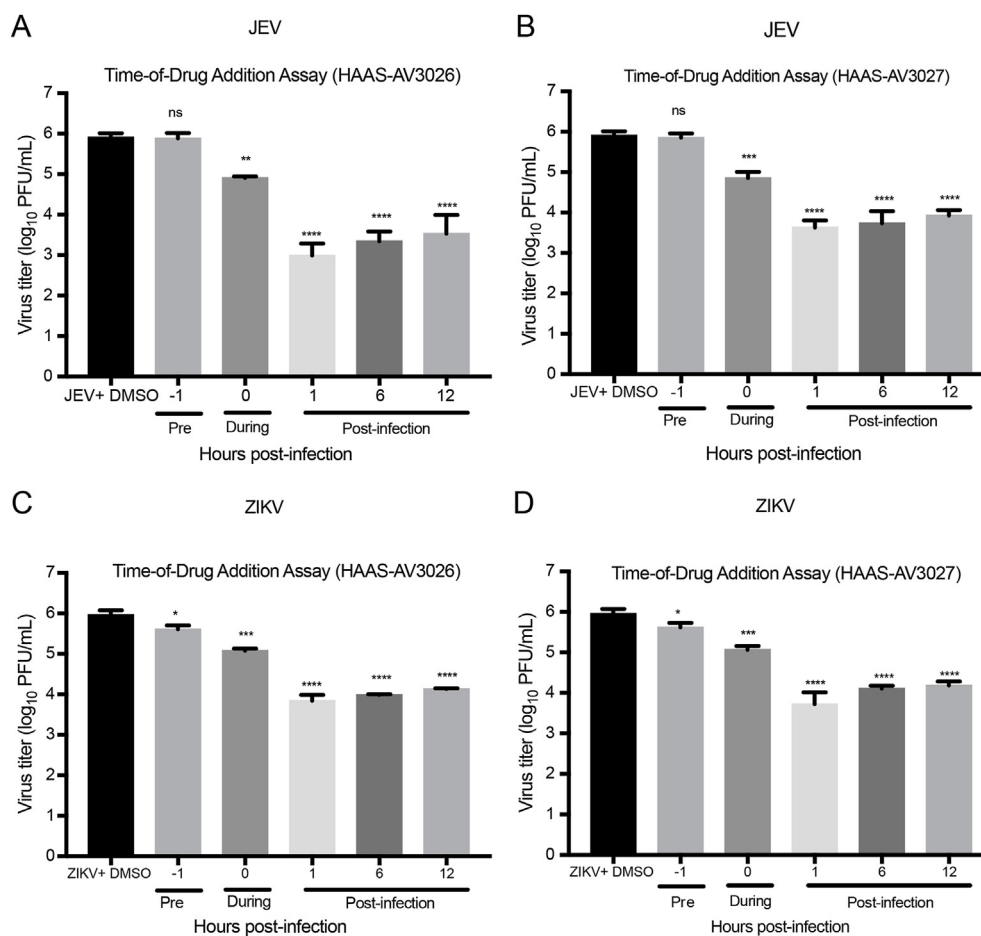 A
JEV
Time-of-Drug Addition Assay (HAAS-AV3026)
Virus titer (log10 PFU/mL)
7
6
5
4
3
2
1
0
ns
**
****
****
****
JEV+ DMSO -1 0 1 6 12
Pre During Post-infection
Hours post-infection
B
JEV
Time-of-Drug Addition Assay (HAAS-AV3027)
Virus titer (log10 PFU/mL)
7
6
5
4
3
2
1
0
ns
***
****
****
****
JEV+ DMSO -1 0 1 6 12
Pre During Post-infection
Hours post-infection
C
ZIKV
Time-of-Drug Addition Assay (HAAS-AV3026)
Virus titer (log10 PFU/mL)
7
6
5
4
3
2
1
0
*
***
****
****
****
ZIKV+ DMSO -1 0 1 6 12
Pre During Post-infection
Hours post-infection
D
ZIKV
Time-of-Drug Addition Assay (HAAS-AV3027)
Virus titer (log10 PFU/mL)
7
6
5
4
3
2
1
0
*
***
****
****
****
ZIKV+ DMSO -1 0 1 6 12
Pre During Post-infection
Hours post-infection